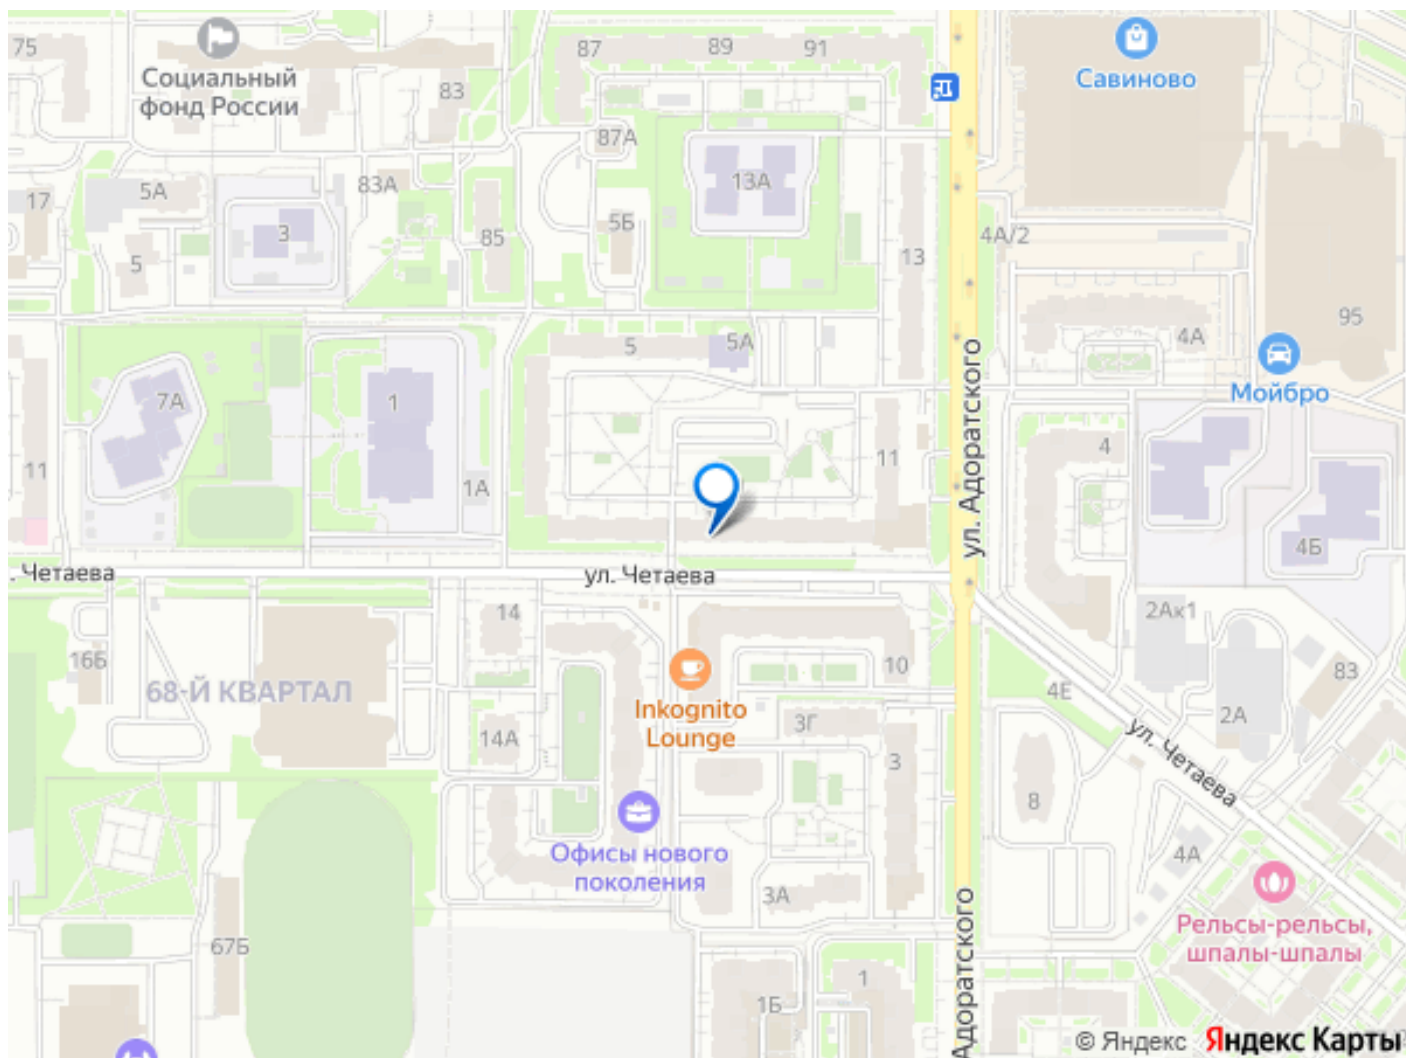 75
Социальный
фонд России
83
87
89
91
Савиново
87А
13А
17
5А
83А
3
5
85
5Б
13
4А/2
95
5
5А
4А
Мойбро
7А
1
11
1А
11
4
ул. Адоратского
4Б
. Четаева
ул. Четаева
14
2Ак1
16Б
68-Й КВАРТАЛ
10
83
4Е
Inkognito
Lounge
14А
3Г
3
2А
ул. Четаева
8
Офисы нового
поколения
4А
3А
67Б
Рельсы-рельсы,
шпалы-шпалы
1Б
1
Адоратского
© Яндекс Яндекс Карты